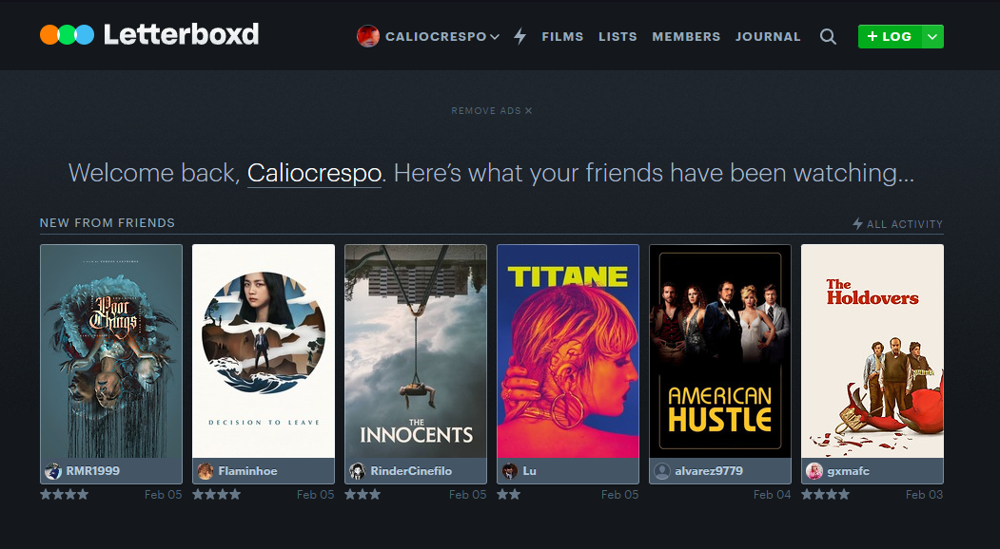 Letterboxd
CALIOCRESPO
FILMS
LISTS
MEMBERS
JOURNAL
+ LOG
REMOVE ADS ×
Welcome back, Caliocrespo. Here's what your friends have been watching…
NEW FROM FRIENDS
ALL ACTIVITY
Poor
Things
DECISION TO LEAVE
THE
INNOCENTS
TITANE
AMERICAN
HUSTLE
The
Holdovers
RMR1999
Flaminhoe
RinderCinefilo
Lu
alvarez9779
gxmafc
★★★★ Feb 05
★★★★ Feb 05
★★★ Feb 05
★★ Feb 05
Feb 04
★★★★ Feb 03